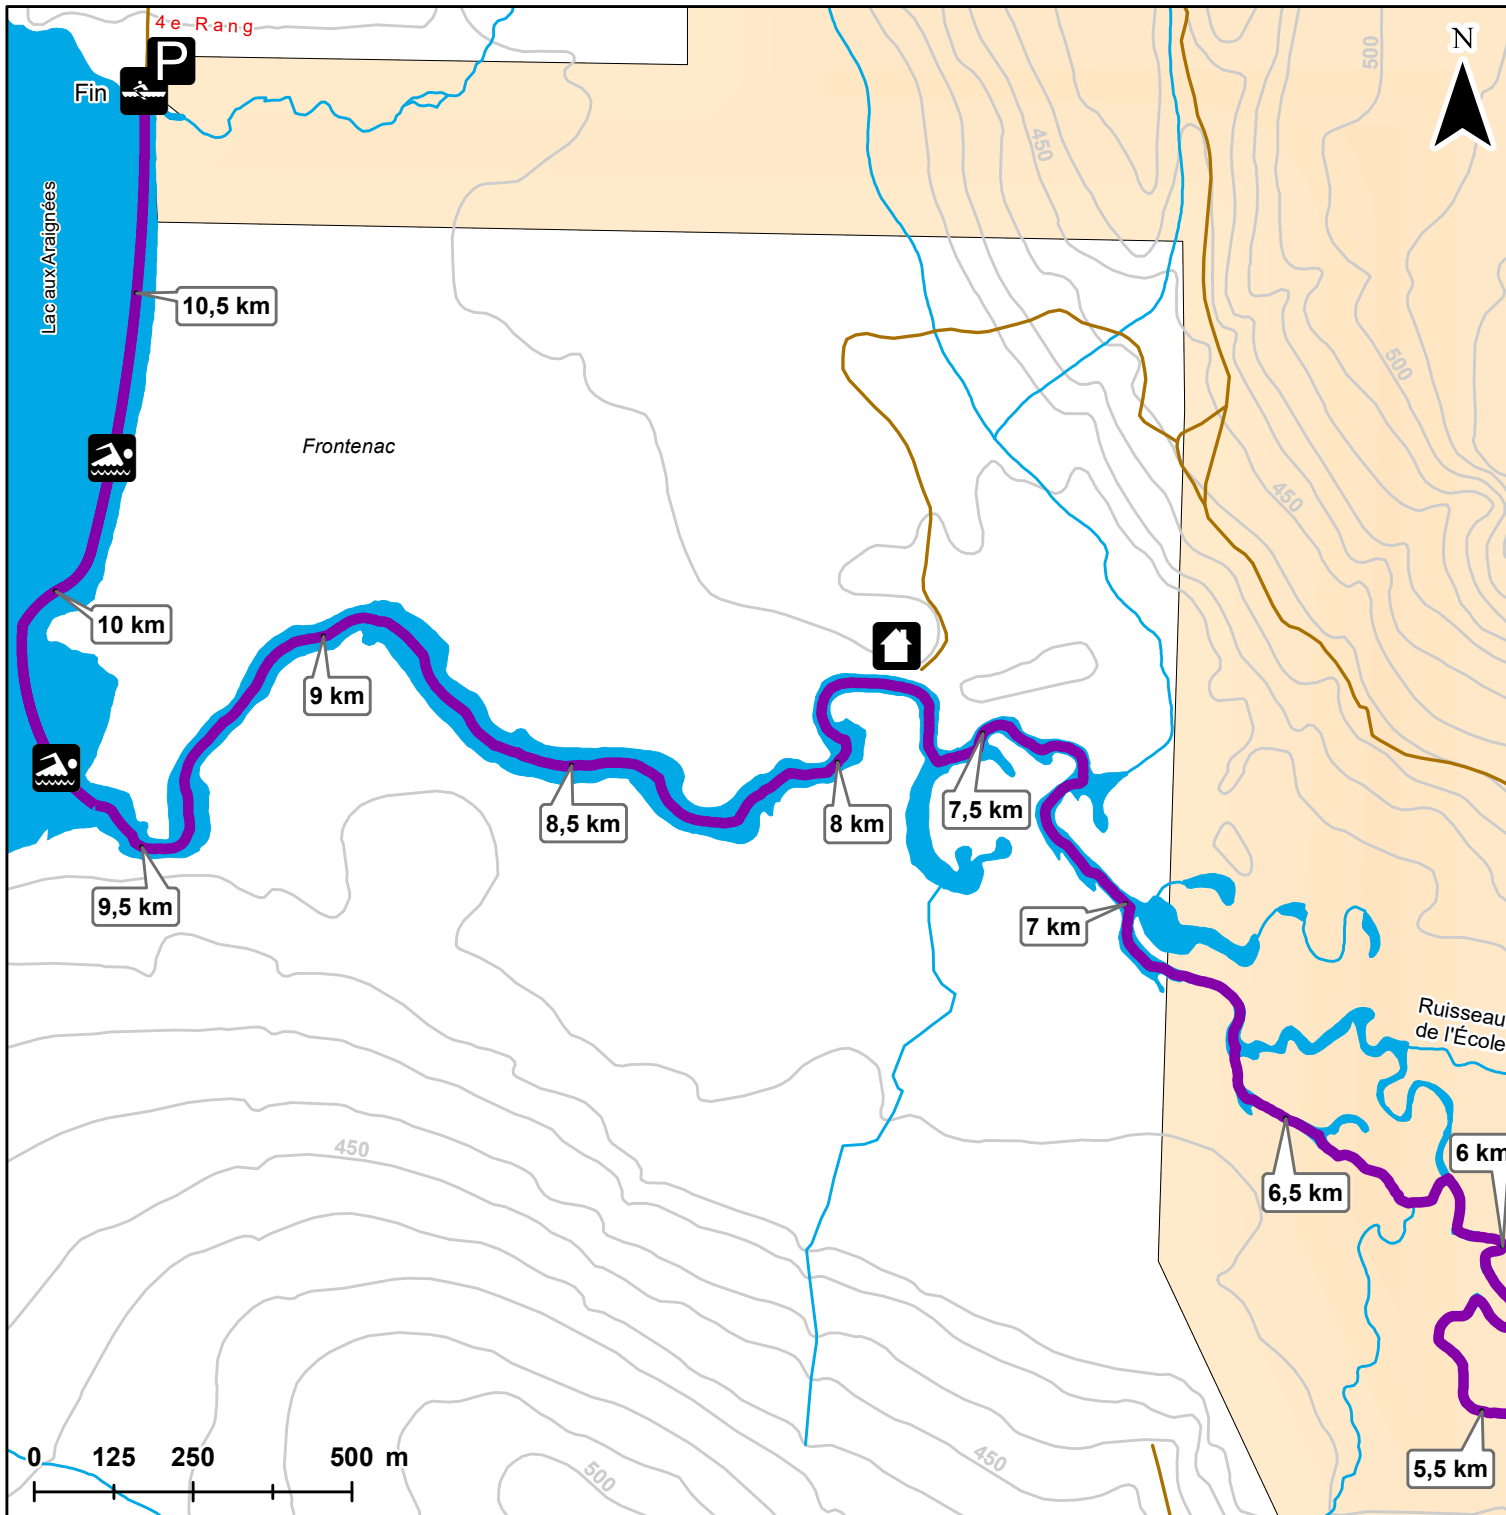 4e Rang
P
Fin
N
500
450
Lac aux Araignées
10,5 km
500
Frontenac
450
10 km
9 km
8,5 km
8 km
7,5 km
9,5 km
7 km
Ruisseau
de l'École
450
6 km
6,5 km
0 125 250 500 m
450
500
5,5 km